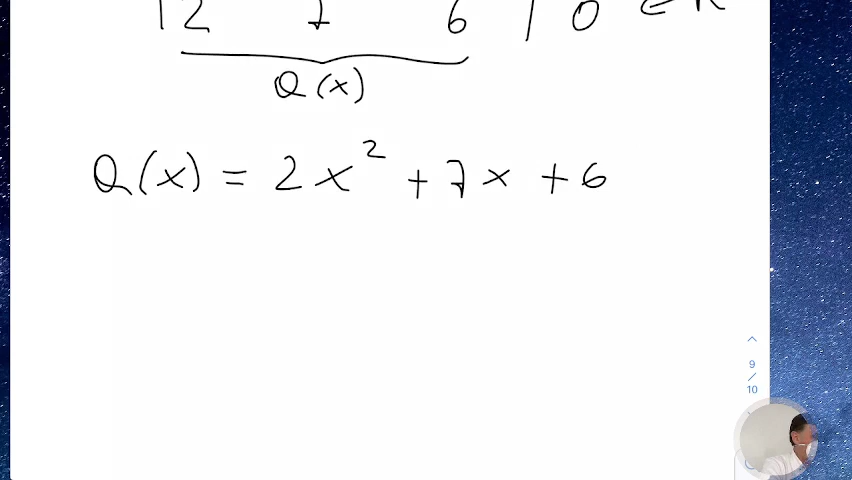 2 7 6 | 0 ∈ R
Q(x)
Q(x) = 2x² + 7x + 6
9
/
10